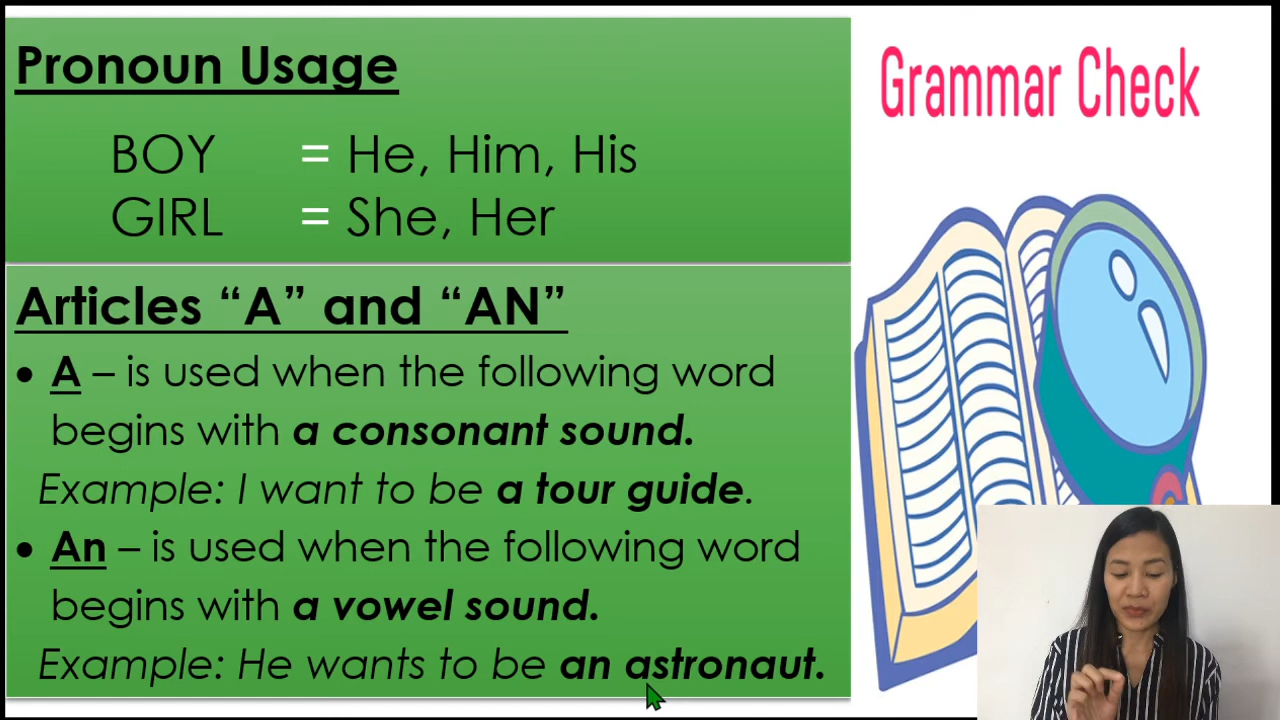 Pronoun Usage
Grammar Check
BOY = He, Him, His
GIRL = She, Her
Articles “A” and “AN”
• A – is used when the following word
begins with a consonant sound.
Example: I want to be a tour guide.
• An – is used when the following word
begins with a vowel sound.
Example: He wants to be an astronaut.